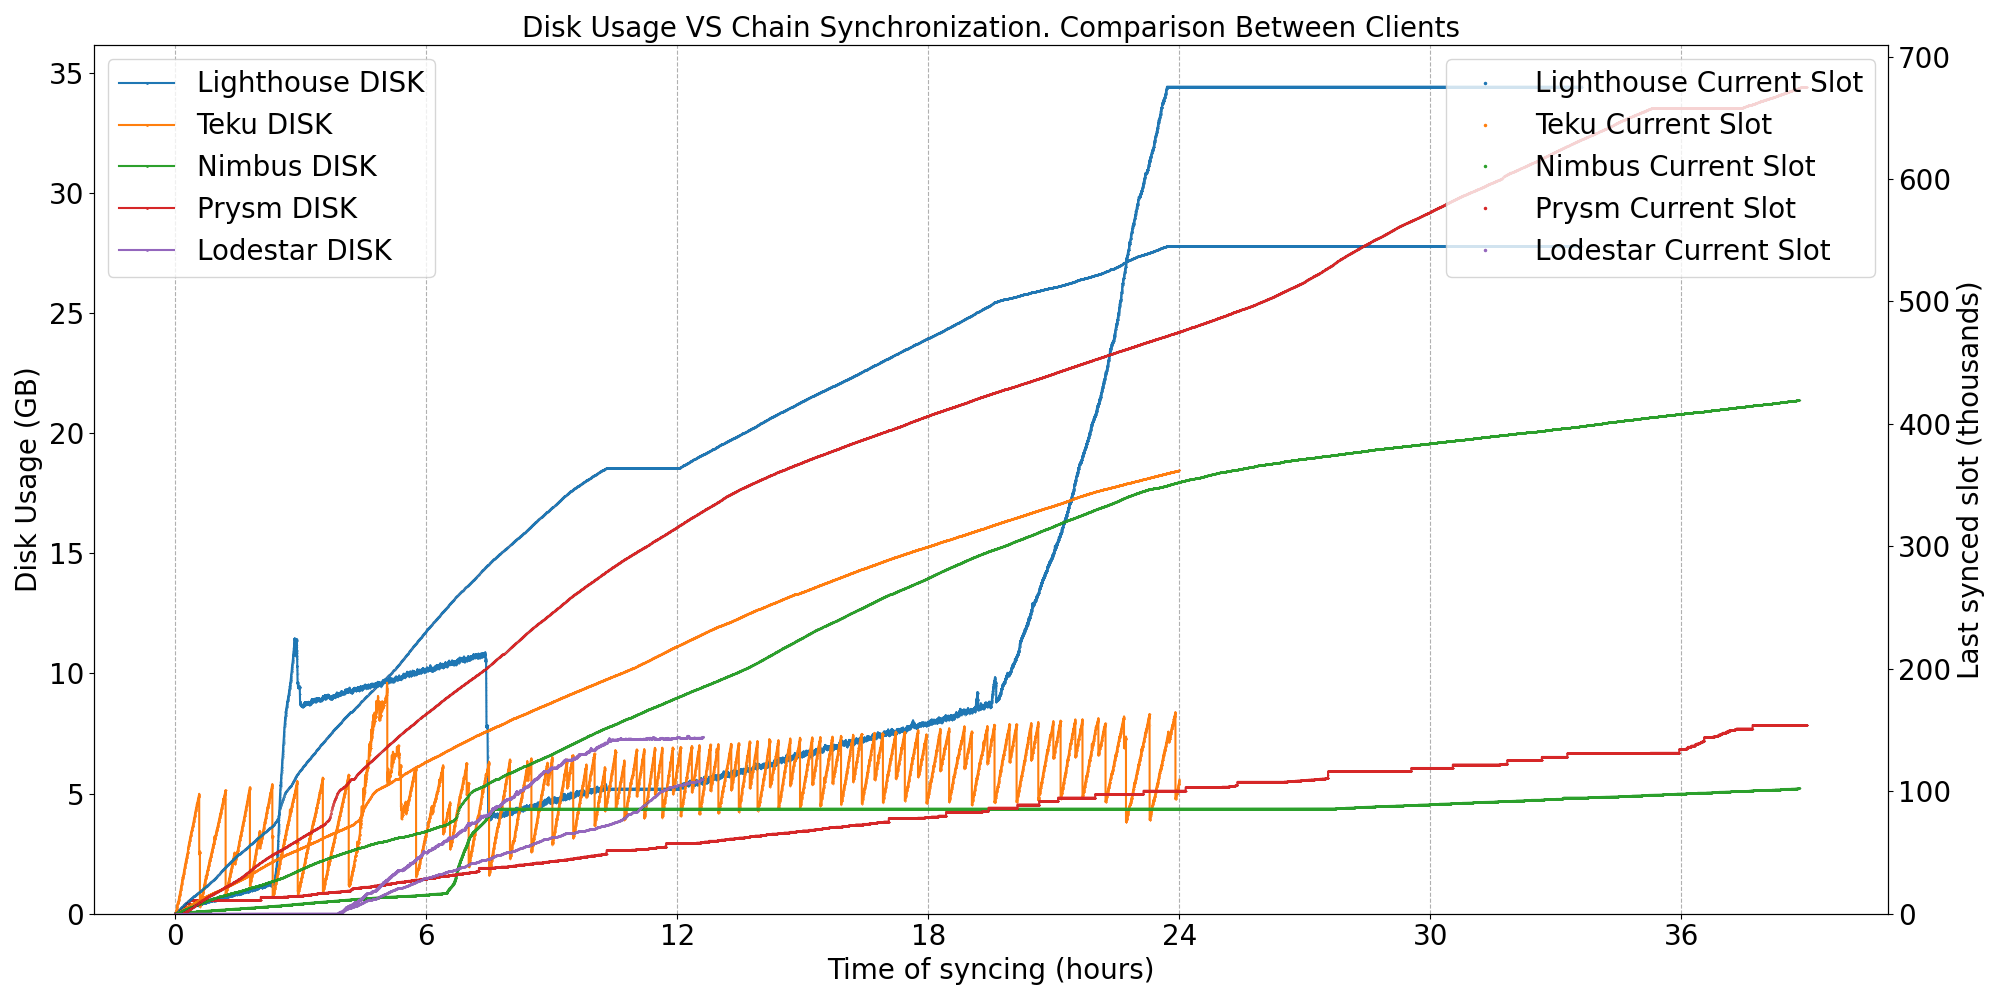 Disk Usage VS Chain Synchronization. Comparison Between Clients
Lighthouse DISK
Teku DISK
Nimbus DISK
Prysm DISK
Lodestar DISK
Lighthouse Current Slot
Teku Current Slot
Nimbus Current Slot
Prysm Current Slot
Lodestar Current Slot
Disk Usage (GB)
35
30
25
20
15
10
5
0
700
600
500
400
300
200
100
0
Last synced slot (thousands)
0 6 12 18 24 30 36
Time of syncing (hours)